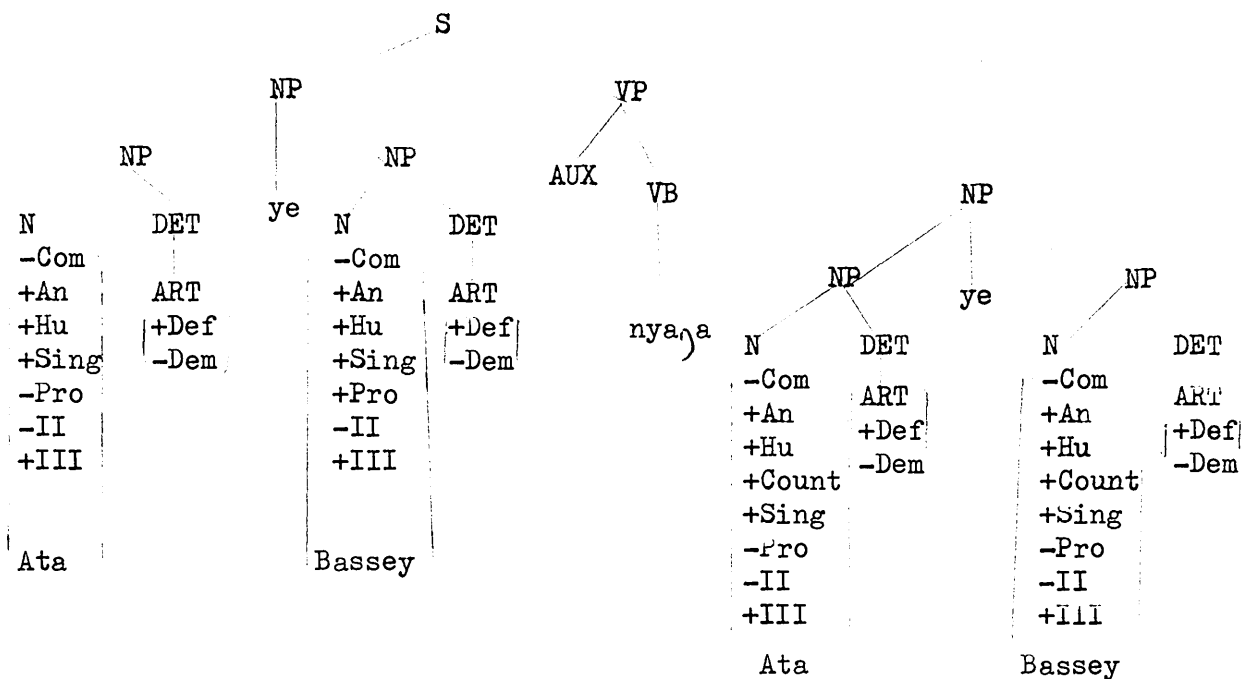 S
NP VP
NP NP
AUX VB NP
ye
N DET N DET
-Com -Com
NP NP
+An ART +An ART ye
+Hu +Def +Hu +Def nyaŋa
N DET N DET
+Sing -Dem +Sing -Dem
-Com -Com
-Pro +Pro ART ART
+An +An
-II -II +Def +Def
+Hu +Hu
+III +III -Dem -Dem
+Count +Count
+Sing +Sing
-Pro -Pro
Ata Bassey
-II -II
+III +III
Ata Bassey